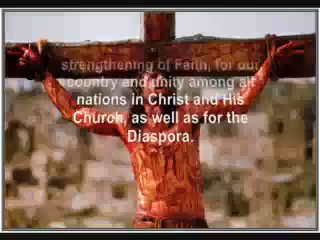 strengthening of Faith, for our
country and unity among all
nations in Christ and His
Church, as well as for the
Diaspora.